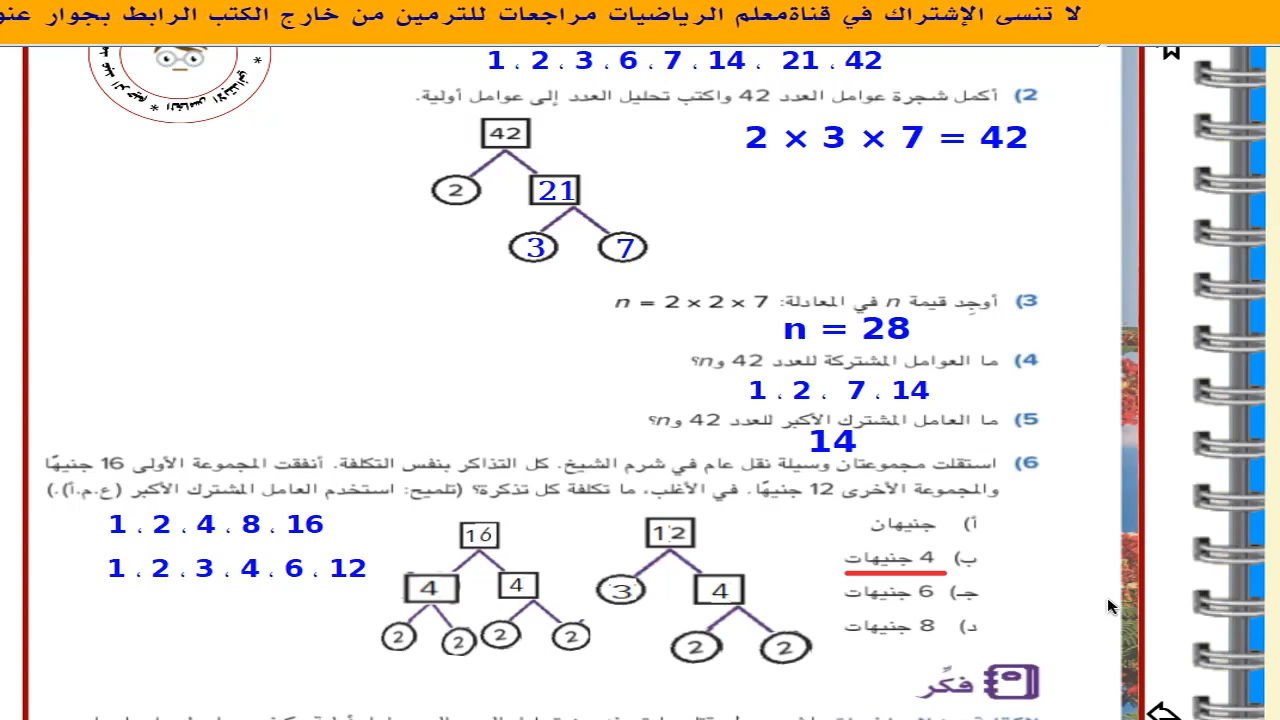 لا تنسى الإشتراك في قناةمعلم الرياضيات مراجعات للترمين من خارج الكتب الرابط بجوار
1 ، 2 ، 3 ، 6 ، 7 ، 14 ، 21 ، 42
2) أكمل شجرة عوامل العدد 42 واكتب تحليل العدد إلى عوامل أولية.
2 × 3 × 7 = 42
42
2 21
3 7
3) أوجِد قيمة n في المعادلة: n = 2 × 2 × 7
n = 28
4) ما العوامل المشتركة للعدد 42 وn؟
1 ، 2 ، 7 ، 14
5) ما العامل المشترك الأكبر للعدد 42 وn؟
14
6) استقلت مجموعتان وسيلة نقل عام في شرم الشيخ. كل التذاكر بنفس التكلفة. أنفقت المجموعة الأولى 16 جنيهًا
والمجموعة الأخرى 12 جنيهًا. في الأغلب، ما تكلفة كل تذكرة؟ (تلميح: استخدم العامل المشترك الأكبر (ع.م.أ).)
أ) جنيهان
ب) 4 جنيهات
جـ) 6 جنيهات
د) 8 جنيهات
12
3 4
2 2
16
4 4
2 2 2 2
1 ، 2 ، 4 ، 8 ، 16
1 ، 2 ، 3 ، 4 ، 6 ، 12
فكِّر